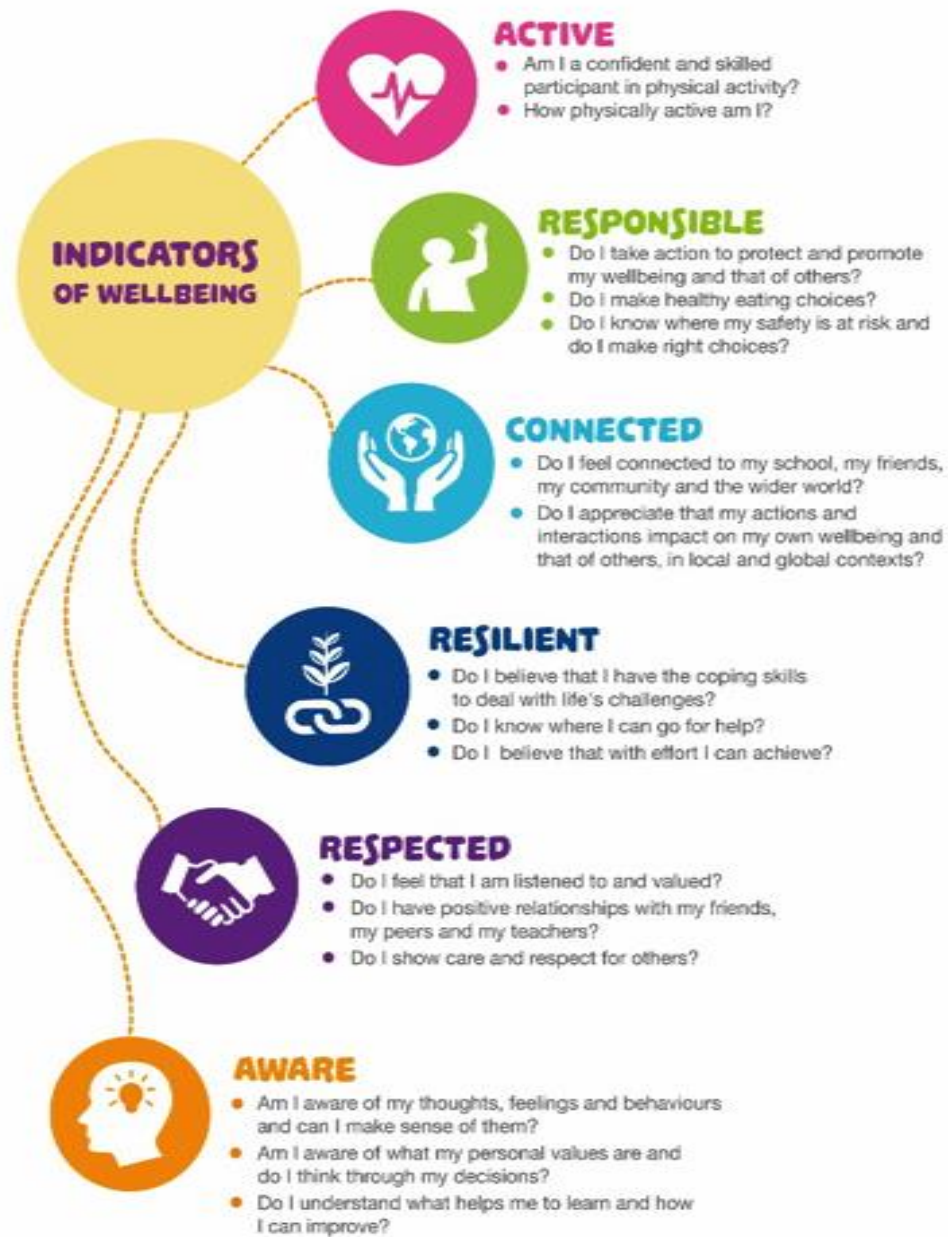 INDICATORS
OF WELLBEING
ACTIVE
• Am I a confident and skilled
participant in physical activity?
• How physically active am I?
RESPONSIBLE
• Do I take action to protect and promote
my wellbeing and that of others?
• Do I make healthy eating choices?
• Do I know where my safety is at risk and
do I make right choices?
CONNECTED
• Do I feel connected to my school, my friends,
my community and the wider world?
• Do I appreciate that my actions and
interactions impact on my own wellbeing and
that of others, in local and global contexts?
RESILIENT
• Do I believe that I have the coping skills
to deal with life's challenges?
• Do I know where I can go for help?
• Do I believe that with effort I can achieve?
RESPECTED
• Do I feel that I am listened to and valued?
• Do I have positive relationships with my friends,
my peers and my teachers?
• Do I show care and respect for others?
AWARE
• Am I aware of my thoughts, feelings and behaviours
and can I make sense of them?
• Am I aware of what my personal values are and
do I think through my decisions?
• Do I understand what helps me to learn and how
I can improve?